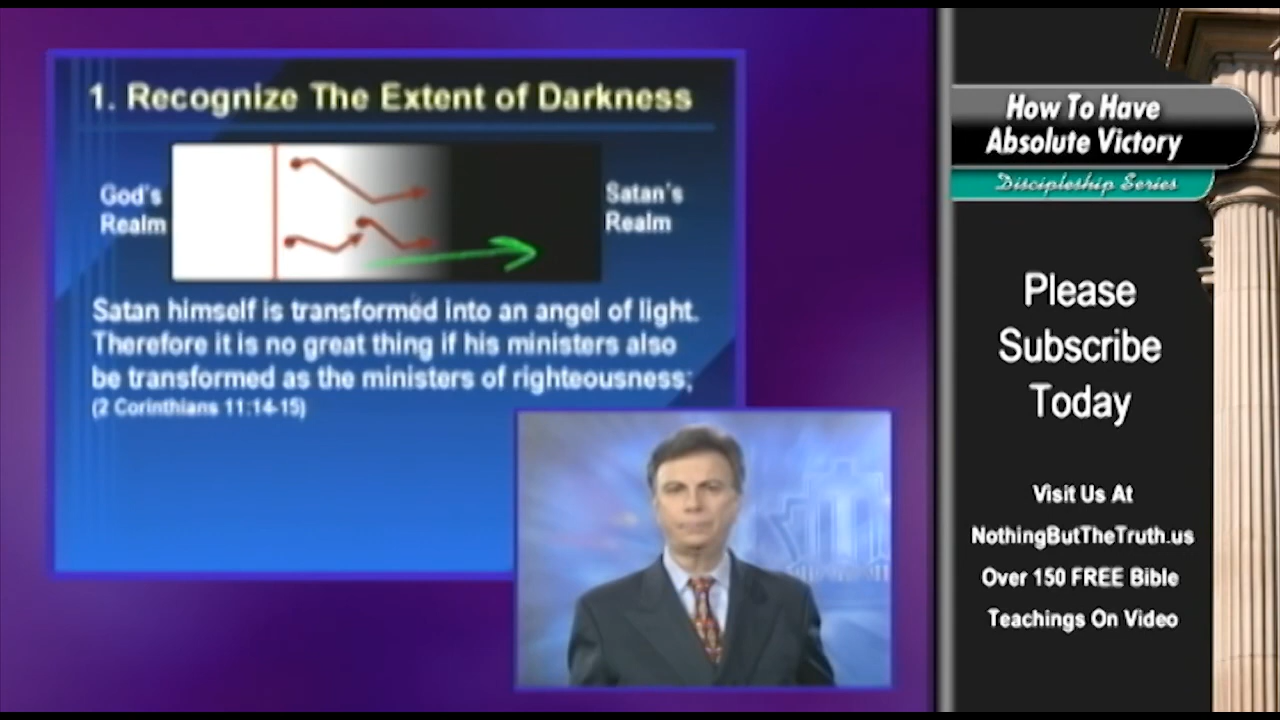 1. Recognize The Extent of Darkness
God's
Realm
Satan's
Realm
Satan himself is transformed into an angel of light.
Therefore it is no great thing if his ministers also
be transformed as the ministers of righteousness;
(2 Corinthians 11:14-15)
How To Have
Absolute Victory
Discipleship Series
Please
Subscribe
Today
Visit Us At
NothingButTheTruth.us
Over 150 FREE Bible
Teachings On Video